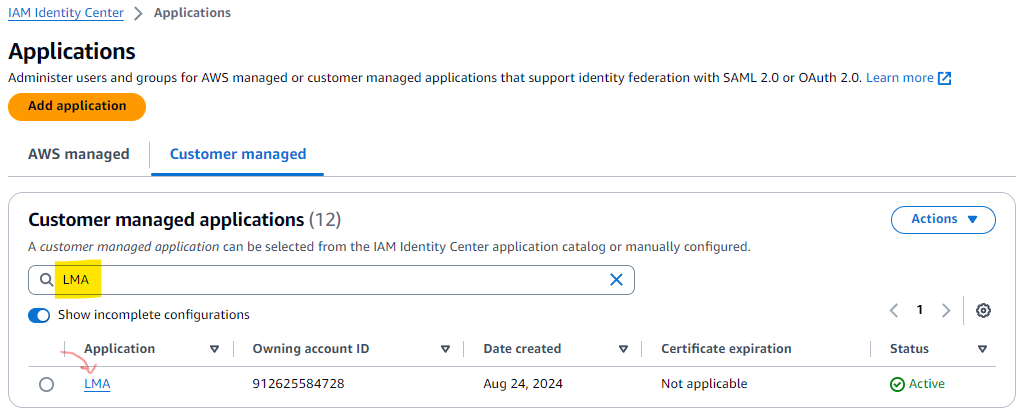 IAM Identity Center > Applications
Applications
Administer users and groups for AWS managed or customer managed applications that support identity federation with SAML 2.0 or OAuth 2.0. Learn more
Add application
AWS managed Customer managed
Customer managed applications (12) Actions
A customer managed application can be selected from the IAM Identity Center application catalog or manually configured.
LMA
Show incomplete configurations
1
Application Owning account ID Date created Certificate expiration Status
LMA 912625584728 Aug 24, 2024 Not applicable Active